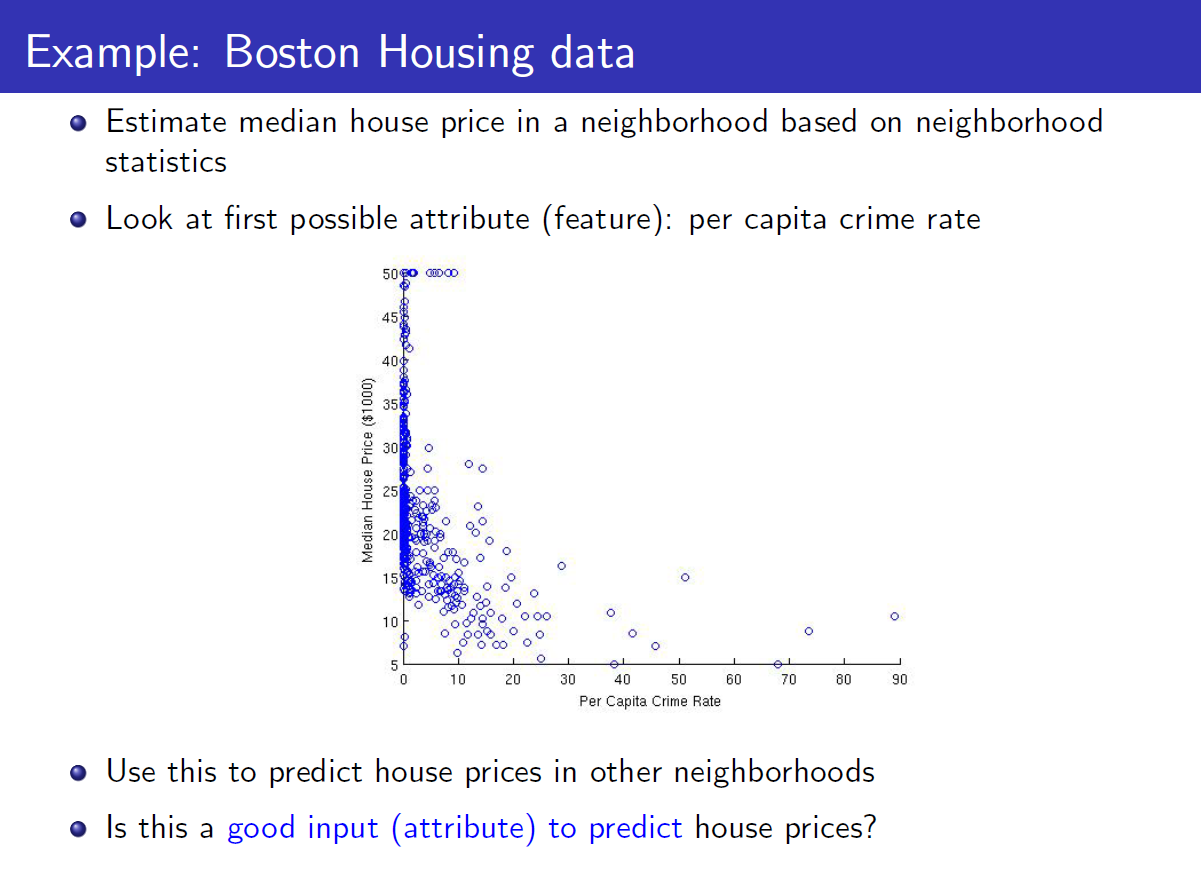 Example: Boston Housing data
Estimate median house price in a neighborhood based on neighborhood
statistics
Look at first possible attribute (feature): per capita crime rate
50
45
40
35
30
25
20
15
10
5
Median House Price ($1000)
0 10 20 30 40 50 60 70 80 90
Per Capita Crime Rate
Use this to predict house prices in other neighborhoods
Is this a good input (attribute) to predict house prices?